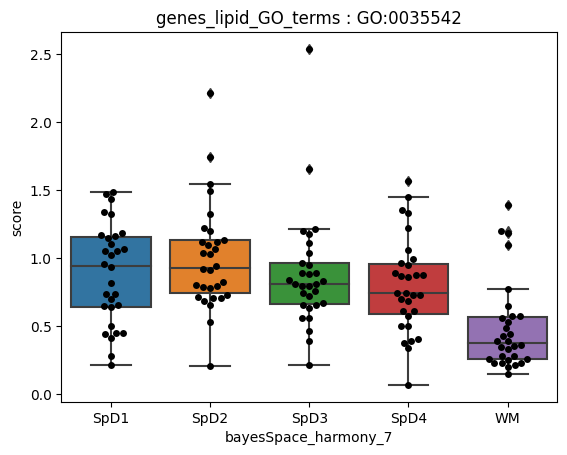 genes_lipid_GO_terms : GO:0035542
score
2.5
2.0
1.5
1.0
0.5
0.0
SpD1 SpD2 SpD3 SpD4 WM
bayesSpace_harmony_7